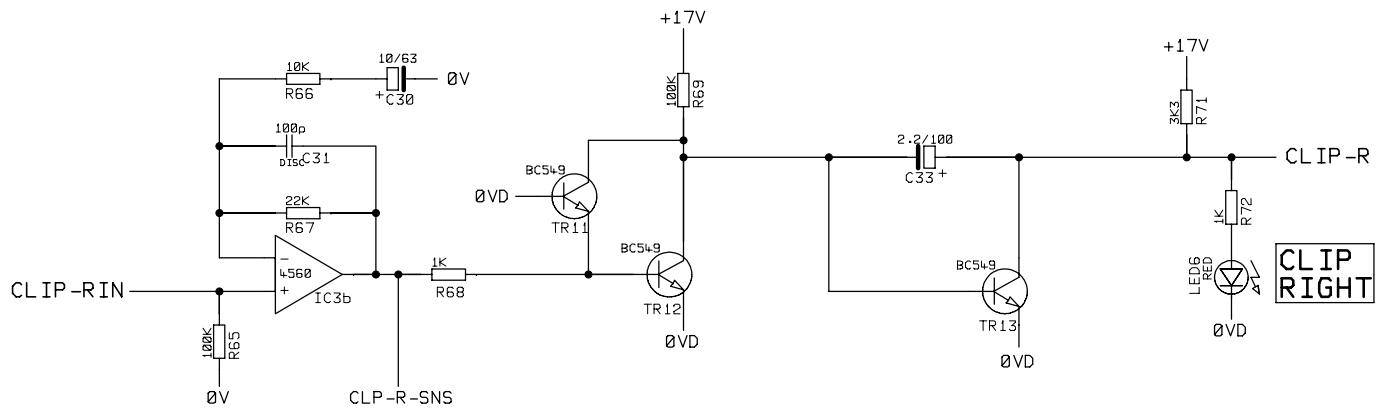 +17V
+17V
10K
10/63
0V
R66
+
C30
100K
R69
3K3
R71
100p
DISC
C31
2.2/100
C33
+
CLIP-R
BC549
0VD
TR11
22K
R67
1K
R72
BC549
-
4560
+
IC3b
1K
R68
TR12
BC549
TR13
LED6
RED
CLIP
RIGHT
CLIP-RIN
100K
R65
0VD
0VD
0VD
0V
CLP-R-SNS